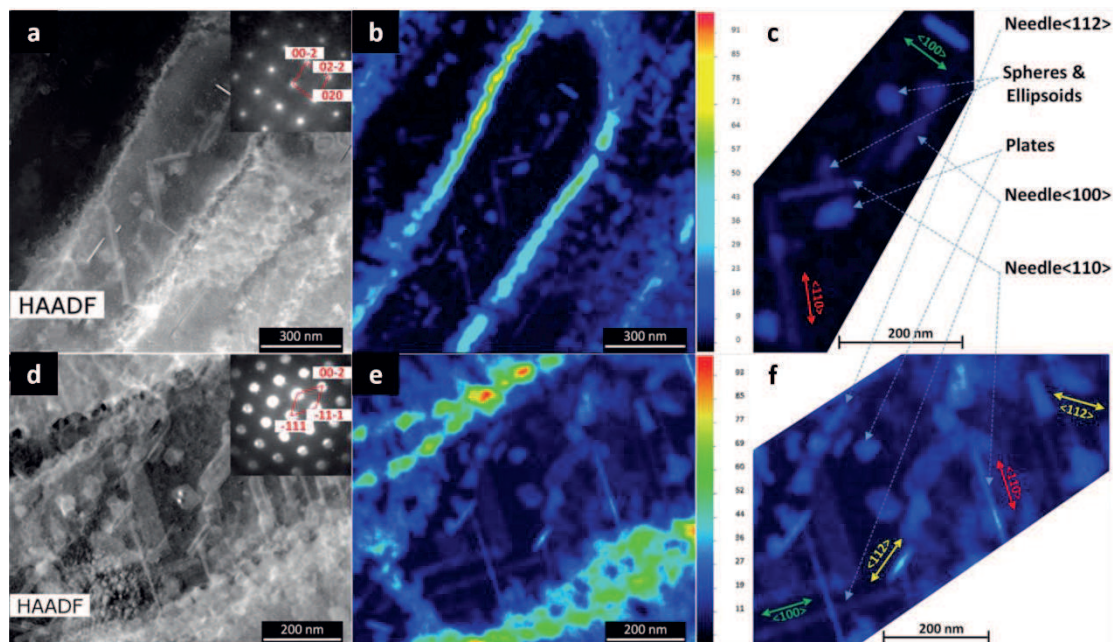 a
00-2
02-2
020
HAADF
300 nm
b
300 nm
91
85
78
71
64
57
50
43
36
30
23
16
9
0
c
<100>
<110>
200 nm
Needle<112>
Spheres &
Ellipsoids
Plates
Needle<100>
Needle<110>
d
00-2
-11-1
-111
HAADF
200 nm
e
200 nm
93
85
76
69
60
52
44
36
27
19
11
f
<112>
<110>
<112>
<100>
200 nm